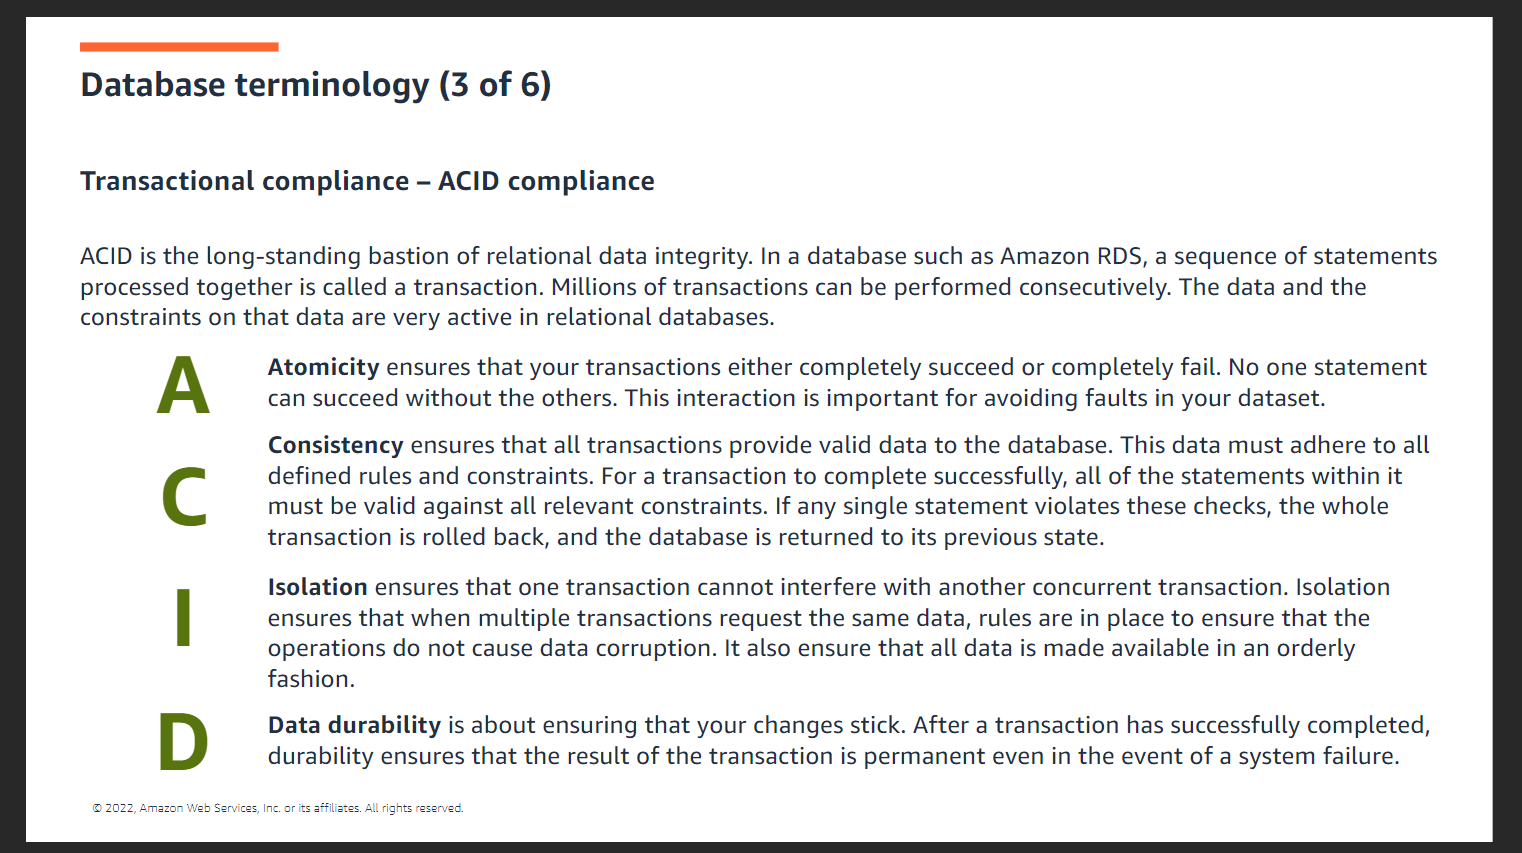 Database terminology (3 of 6)
Transactional compliance – ACID compliance
ACID is the long-standing bastion of relational data integrity. In a database such as Amazon RDS, a sequence of statements
processed together is called a transaction. Millions of transactions can be performed consecutively. The data and the
constraints on that data are very active in relational databases.
A
Atomicity ensures that your transactions either completely succeed or completely fail. No one statement
can succeed without the others. This interaction is important for avoiding faults in your dataset.
C
Consistency ensures that all transactions provide valid data to the database. This data must adhere to all
defined rules and constraints. For a transaction to complete successfully, all of the statements within it
must be valid against all relevant constraints. If any single statement violates these checks, the whole
transaction is rolled back, and the database is returned to its previous state.
I
Isolation ensures that one transaction cannot interfere with another concurrent transaction. Isolation
ensures that when multiple transactions request the same data, rules are in place to ensure that the
operations do not cause data corruption. It also ensure that all data is made available in an orderly
fashion.
D
Data durability is about ensuring that your changes stick. After a transaction has successfully completed,
durability ensures that the result of the transaction is permanent even in the event of a system failure.
© 2022, Amazon Web Services, Inc. or its affiliates. All rights reserved.